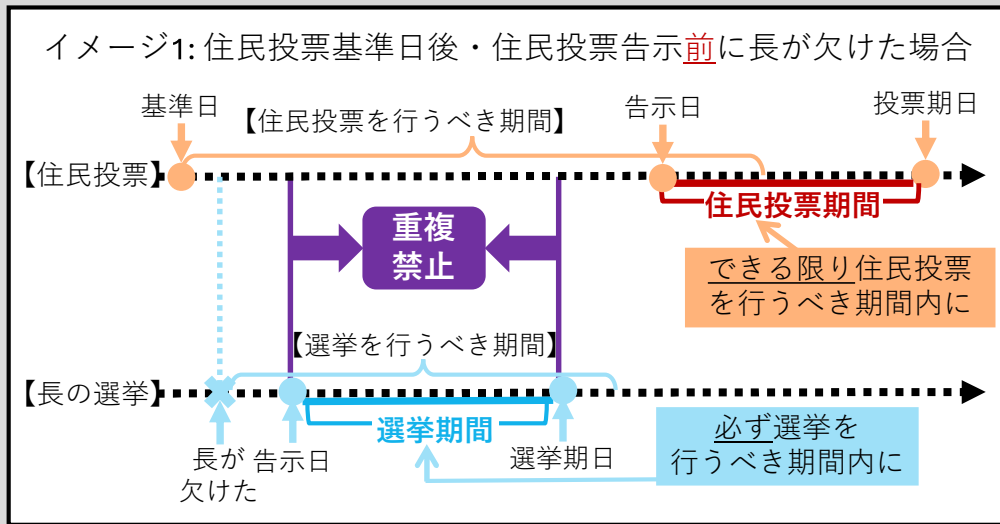 イメージ1: 住民投票基準日後・住民投票告示前に長が欠けた場合
基準日
【住民投票を行うべき期間】
告示日
投票期日
【住民投票】
住民投票期間
重複
禁止
できる限り住民投票
を行うべき期間内に
【選挙を行うべき期間】
【長の選挙】
選挙期間
長が
欠けた
告示日
選挙期日
必ず選挙を
行うべき期間内に